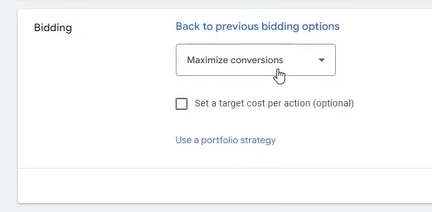 Bidding
Back to previous bidding options
Maximize conversions
Set a target cost per action (optional)
Use a portfolio strategy